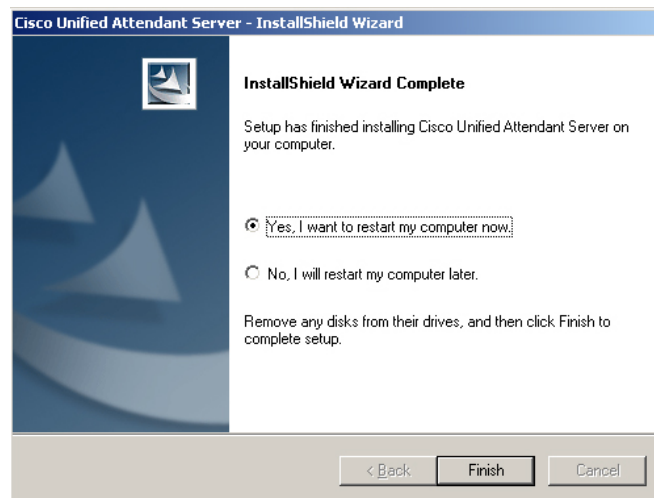 Cisco Unified Attendant Server - InstallShield Wizard
InstallShield Wizard Complete
Setup has finished installing Cisco Unified Attendant Server on
your computer.
Yes, I want to restart my computer now.
No, I will restart my computer later.
Remove any disks from their drives, and then click Finish to
complete setup.
< Back Finish Cancel